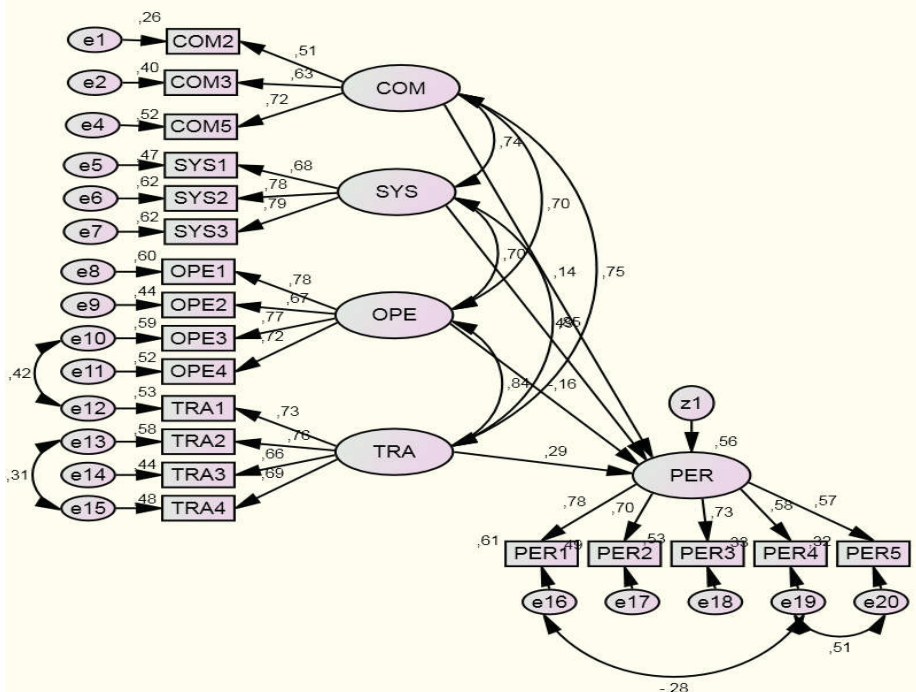 e1 ,26 COM2 ,51
e2 ,40 COM3 ,63 COM
e4 ,52 COM5 ,72
,74
e5 ,47 SYS1 ,68
e6 ,62 SYS2 ,78 SYS
e7 ,62 SYS3 ,79
,70
,70 ,14 ,75
e8 ,60 OPE1 ,78
e9 ,44 OPE2 ,67
e10 ,59 OPE3 ,77 OPE
e11 ,52 OPE4 ,72
,42
,84 -,16
e12 ,53 TRA1 ,73
e13 ,58 TRA2 ,76
e14 ,44 TRA3 ,66 TRA ,29
e15 ,48 TRA4 ,69
,31
z1
,56
PER
,78 ,70 ,73 ,58 ,57
,61 PER1 ,49 PER2 ,53 PER3 ,33 PER4 ,32 PER5
e16 e17 e18 e19 e20
,51
-,28